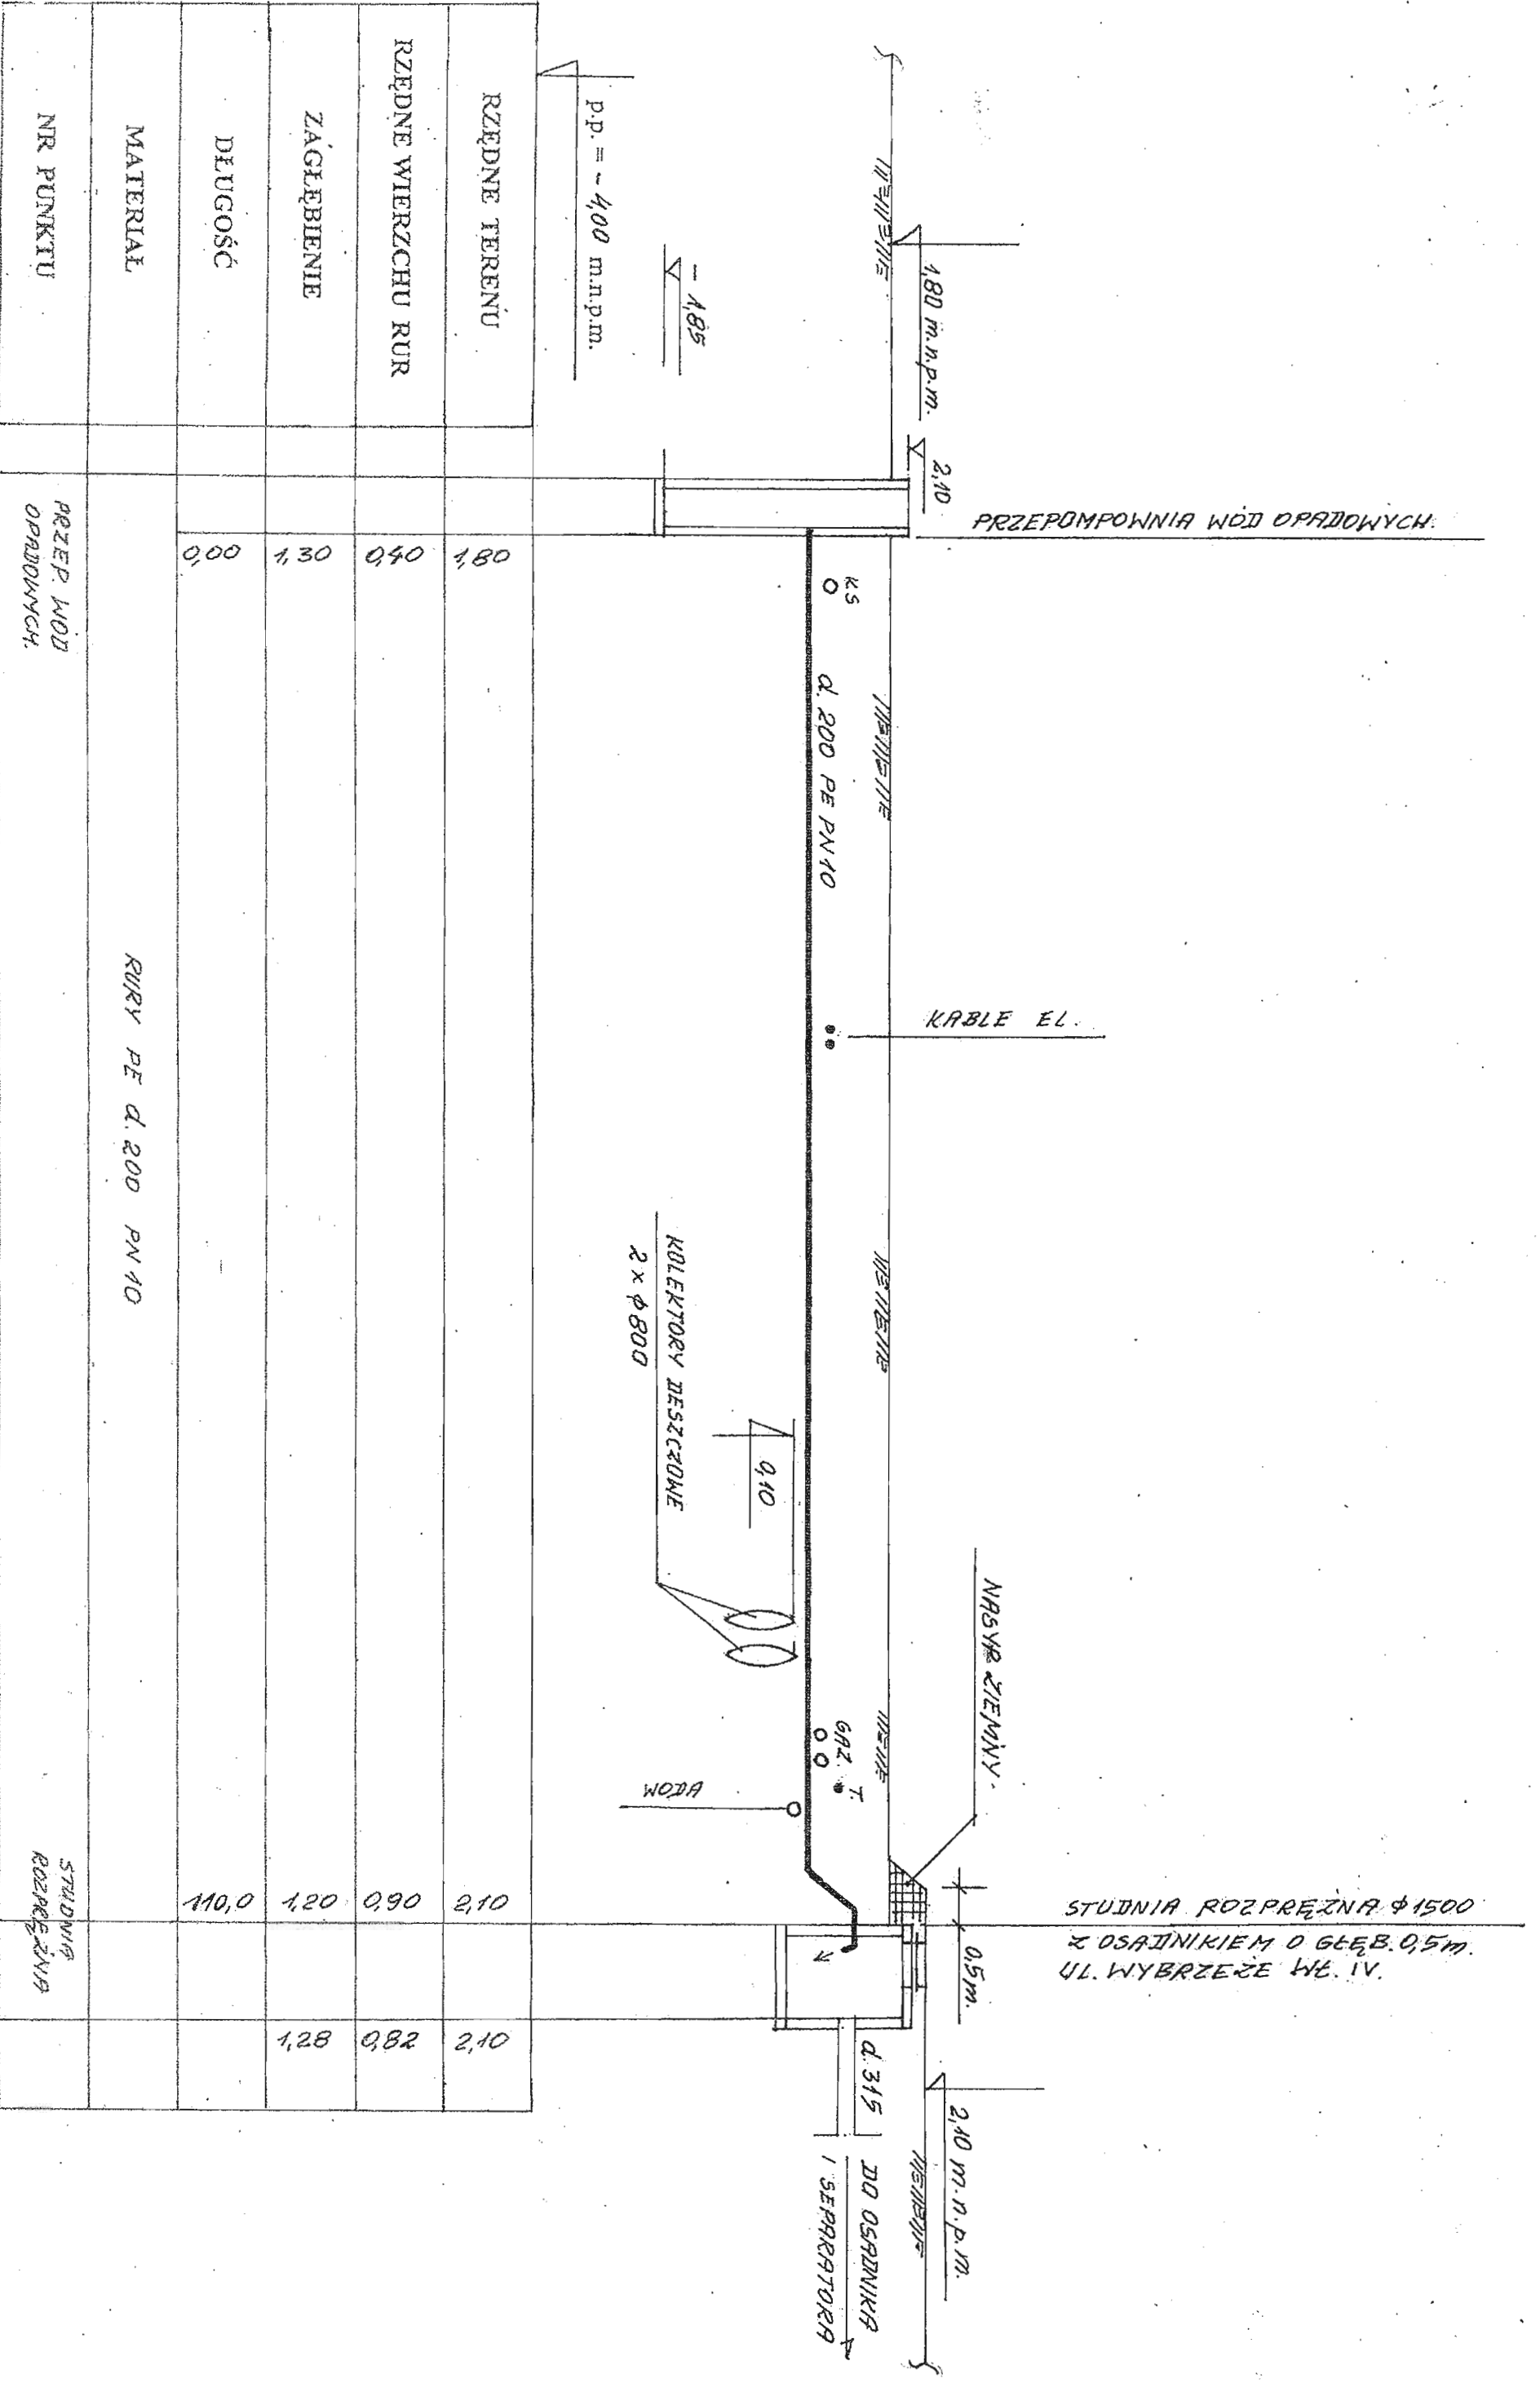 PRZEPOMPOWNIA WÓD OPADOWYCH.
KABLE EL.
STUDNIA ROZPRĘŻNA φ 1500
Z OSADNIKIEM O GŁĘB. 0,5m.
UL. WYBRZEŻE WŁ. IV.
1,80 m.n.p.m.
2,10
NASYP ZIEMNY
0,5m.
2,10 m.n.p.m.
KS
d. 200 PE PN 10
GAZ.
T.
d. 315
DO OSADNIKA
I SEPARATORA
- 1,85
0,10
KOLEKTORY DESZCZOWE
2 x φ 800
WODA
p.p. = - 4,00 m.n.p.m.
RZĘDNE TERENU
1,80
2,10
2,10
RZĘDNE WIERZCHU RUR
0,40
0,90
0,82
ZAGŁĘBIENIE
1,30
1,20
1,28
DŁUGOŚĆ
0,00
110,0
MATERIAŁ
RURY PE d. 200 PN 10
NR PUNKTU
PRZEP. WÓD
OPADOWYCH.
STUDNIA
ROZPRĘŻNA